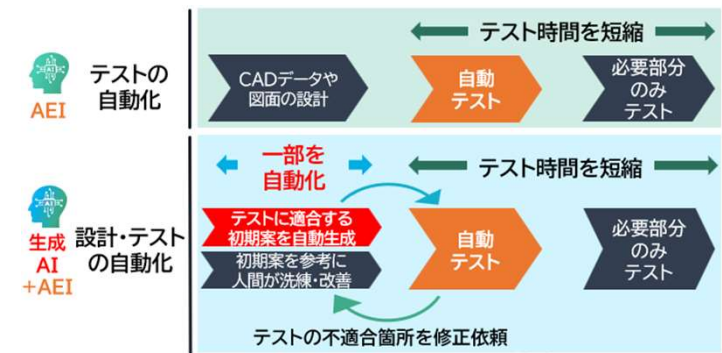 テスト時間を短縮
AEI
テストの
自動化
CADデータや
図面の設計
自動
テスト
必要部分
のみ
テスト
一部を
自動化
テスト時間を短縮
生成
AI
+AEI
設計・テスト
の自動化
テストに適合する
初期案を自動生成
初期案を参考に
人間が洗練・改善
自動
テスト
必要部分
のみ
テスト
テストの不適合箇所を修正依頼